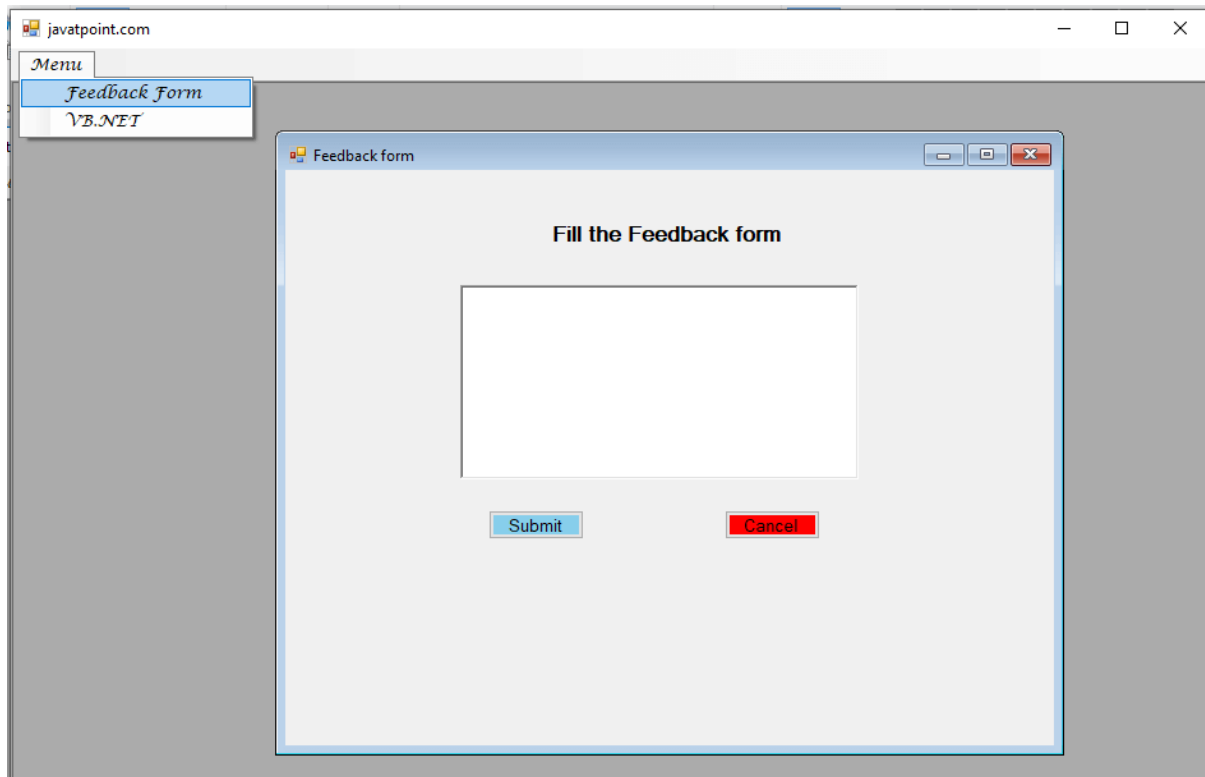 javatpoint.com
Menu
Feedback Form
VB.NET
Feedback form
Fill the Feedback form
Submit
Cancel